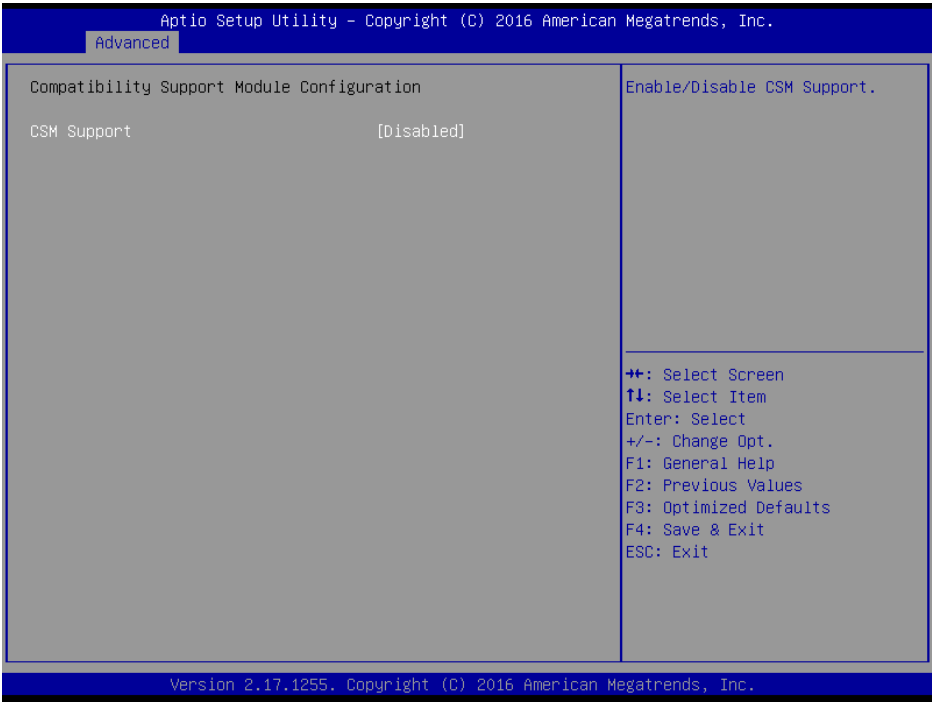 Aptio Setup Utility – Copyright (C) 2016 American Megatrends, Inc.
Advanced
Compatibility Support Module Configuration
CSM Support [Disabled]
Enable/Disable CSM Support.
→←: Select Screen
↑↓: Select Item
Enter: Select
+/-: Change Opt.
F1: General Help
F2: Previous Values
F3: Optimized Defaults
F4: Save & Exit
ESC: Exit
Version 2.17.1255. Copyright (C) 2016 American Megatrends, Inc.